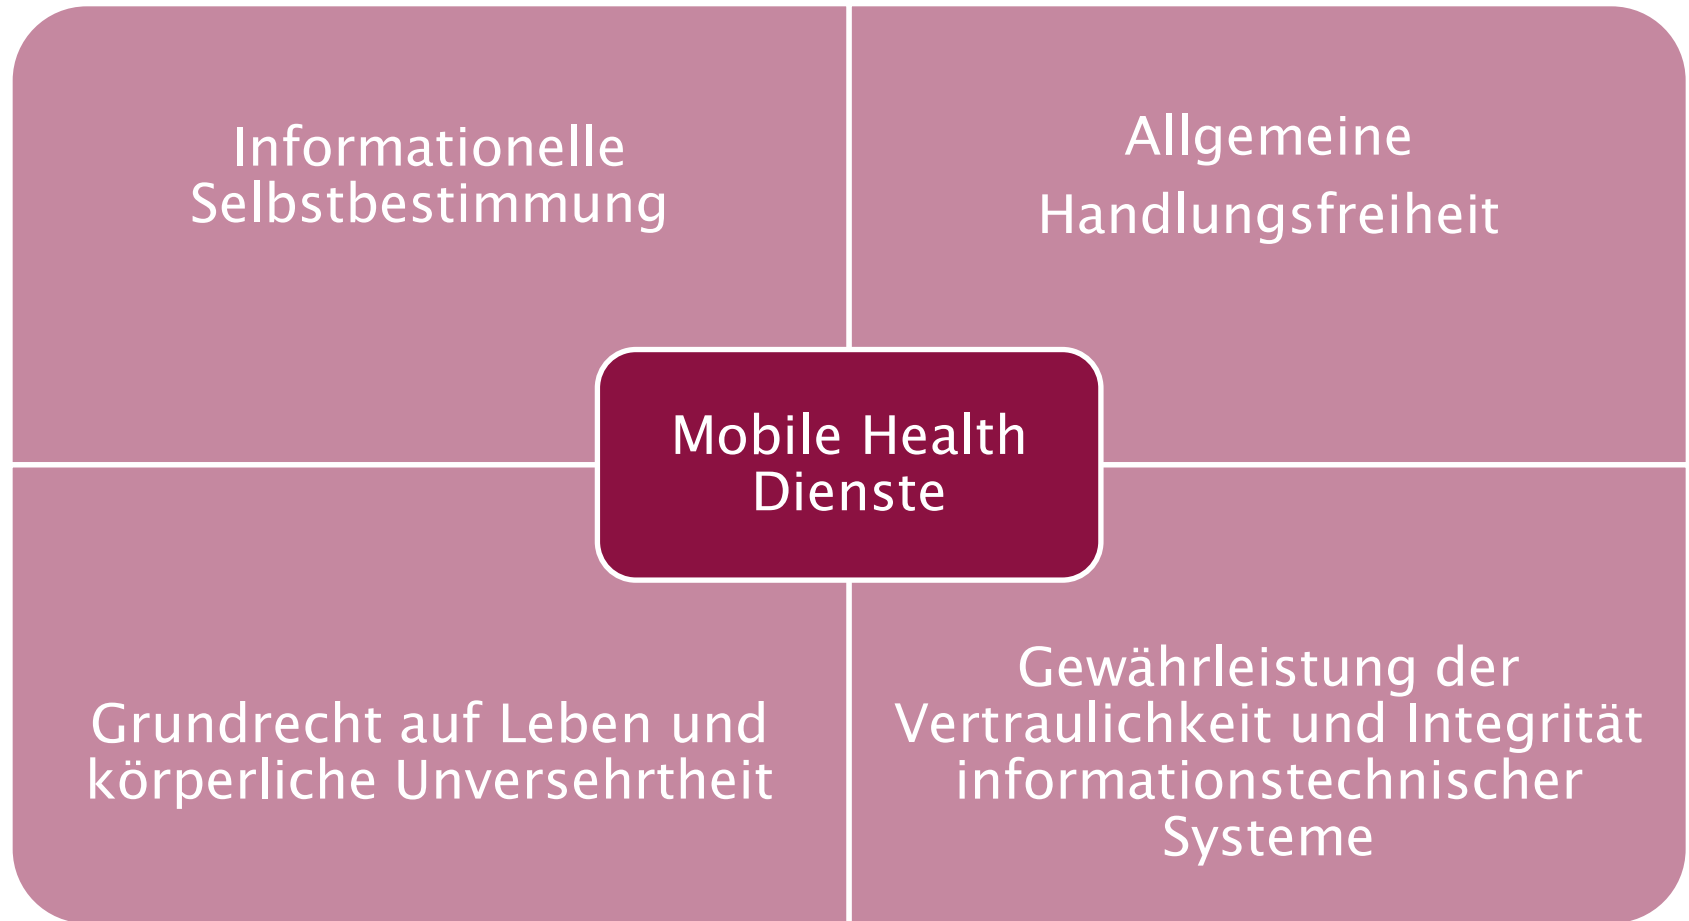 Informationelle
Selbstbestimmung
Allgemeine
Handlungsfreiheit
Mobile Health
Dienste
Grundrecht auf Leben und
körperliche Unversehrtheit
Gewährleistung der
Vertraulichkeit und Integrität
informationstechnischer
Systeme